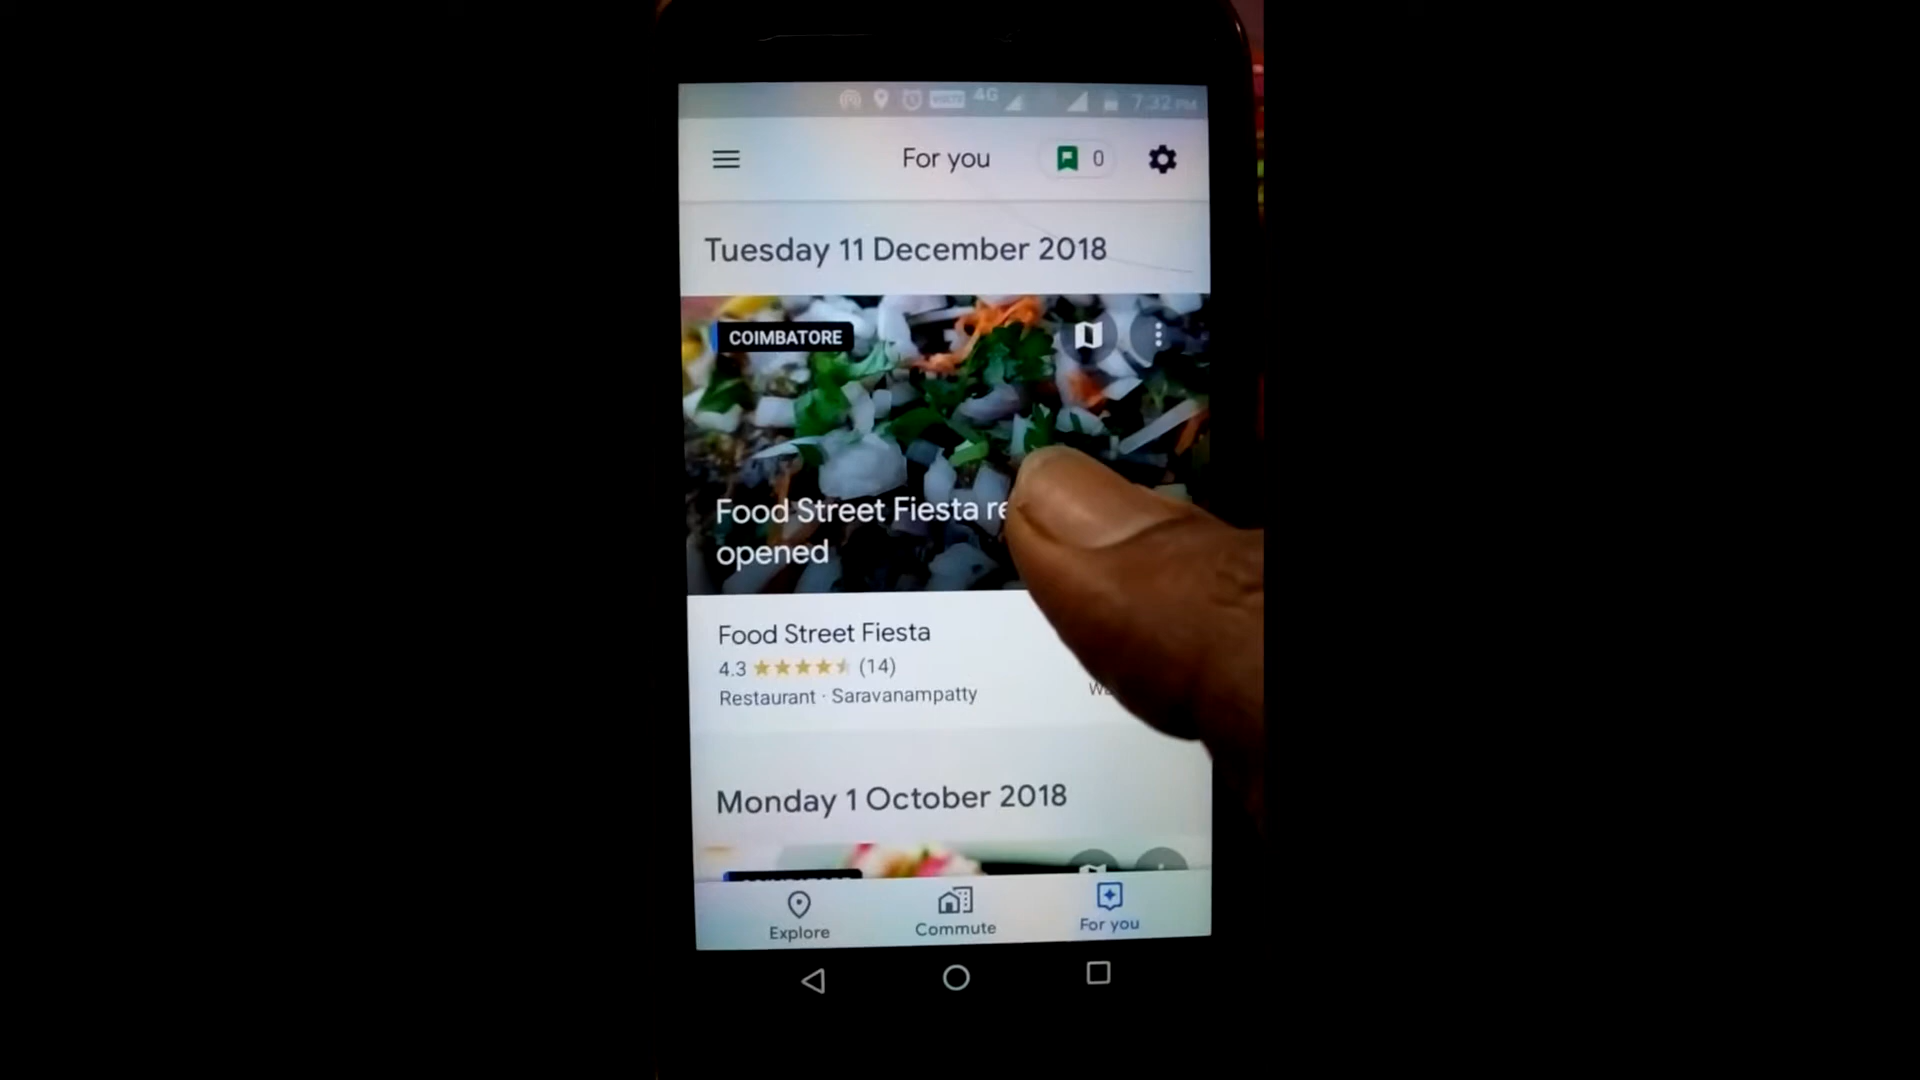 4G 7:32 PM
For you 0
Tuesday 11 December 2018
COIMBATORE
Food Street Fiesta re
opened
Food Street Fiesta
4.3 (14)
Restaurant · Saravanampatty
Monday 1 October 2018
Explore
Commute
For you